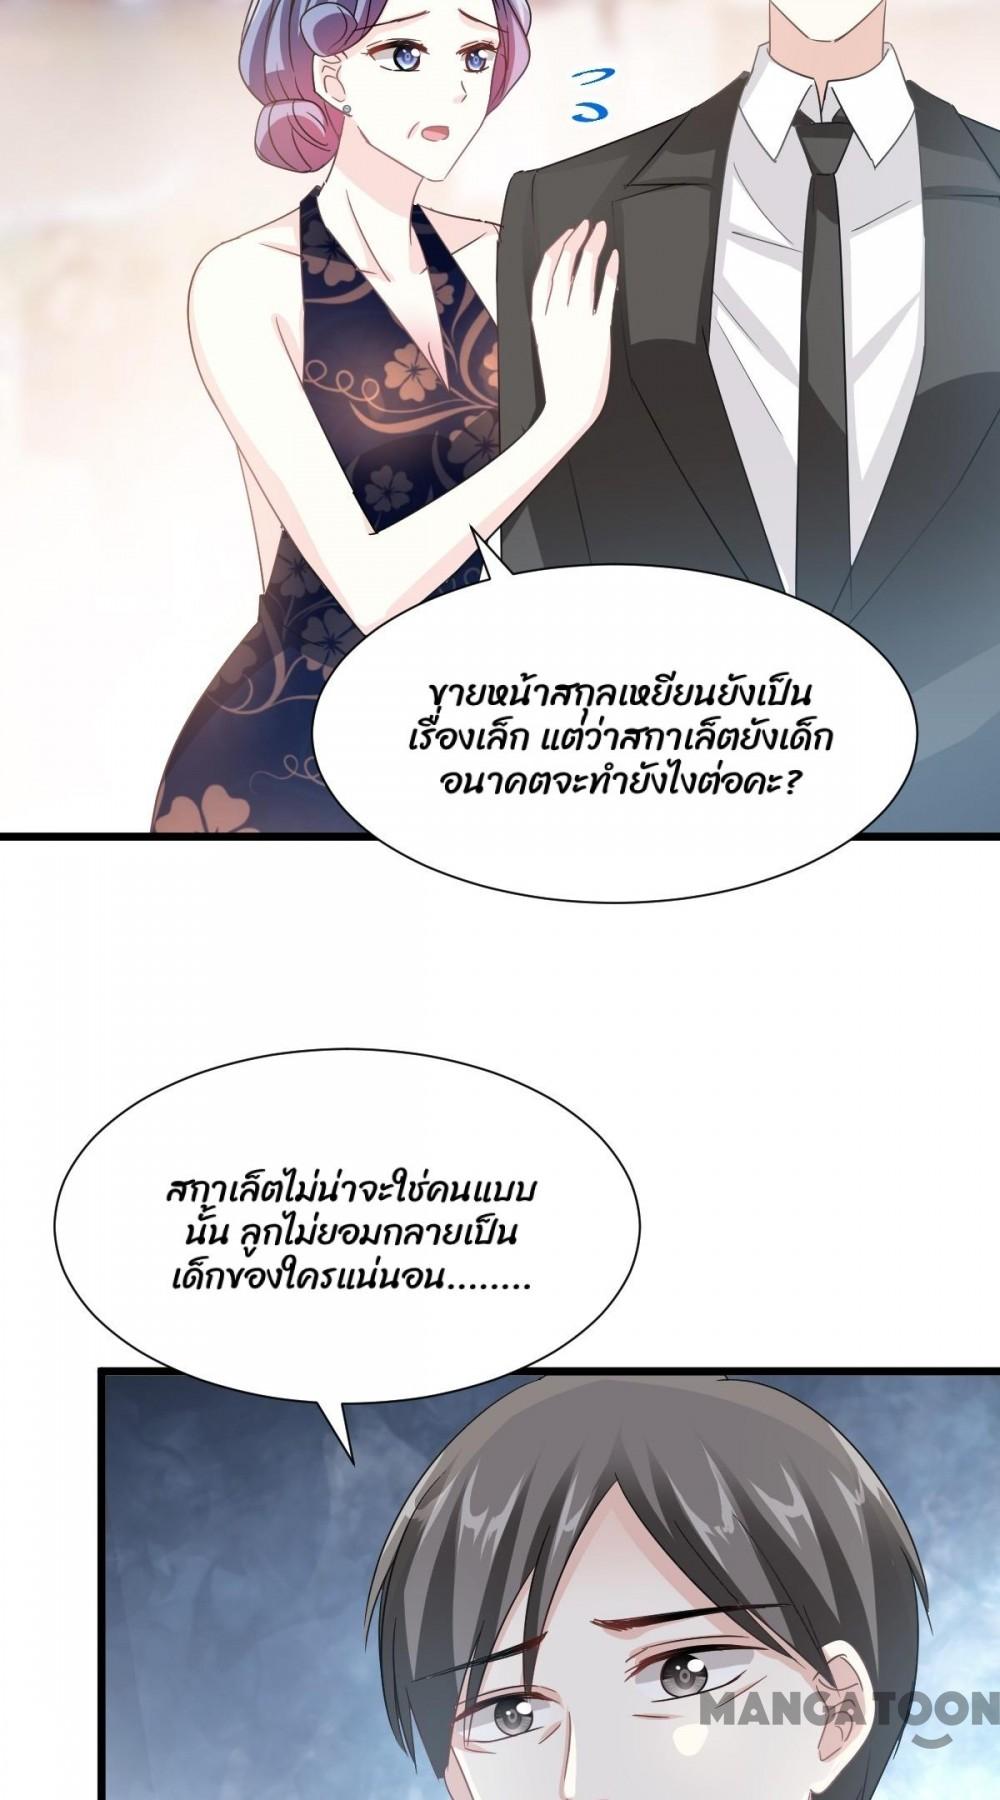 ขายหน้าสกุลเหยียนยังเป็น
เรื่องเล็ก แต่ว่าสกาเล็ตยังเด็ก
อนาคตจะทำยังไงต่อคะ?
สกาเล็ตไม่น่าจะใช่คนแบบ
นั้น ลูกไม่ยอมกลายเป็น
เด็กของใครแน่นอน........
MANGATOON